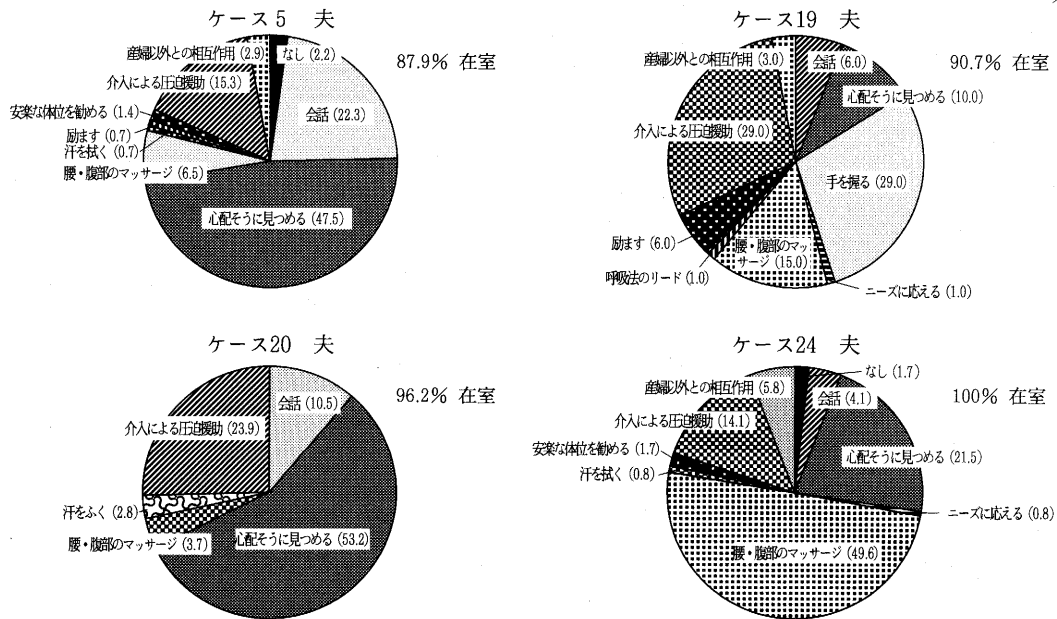 ケース5 夫
87.9% 在室
産婦以外との相互作用 (2.9)
なし (2.2)
介入による圧迫援助 (15.3)
会話 (22.3)
安楽な体位を勧める (1.4)
励ます (0.7)
汗を拭く (0.7)
腰・腹部のマッサージ (6.5)
心配そうに見つめる (47.5)
ケース19 夫
90.7% 在室
産婦以外との相互作用 (3.0)
会話 (6.0)
心配そうに見つめる (10.0)
介入による圧迫援助 (29.0)
手を握る (29.0)
励ます (6.0)
腰・腹部のマッ
サージ (15.0)
呼吸法のリード (1.0)
ニーズに応える (1.0)
ケース20 夫
96.2% 在室
会話 (10.5)
介入による圧迫援助 (23.9)
汗をふく (2.8)
腰・腹部のマッサージ (3.7)
心配そうに見つめる (53.2)
ケース24 夫
100% 在室
なし (1.7)
産婦以外との相互作用 (5.8)
会話 (4.1)
介入による圧迫援助 (14.1)
安楽な体位を勧める (1.7)
心配そうに見つめる (21.5)
汗を拭く (0.8)
ニーズに応える (0.8)
腰・腹部のマッサージ (49.6)